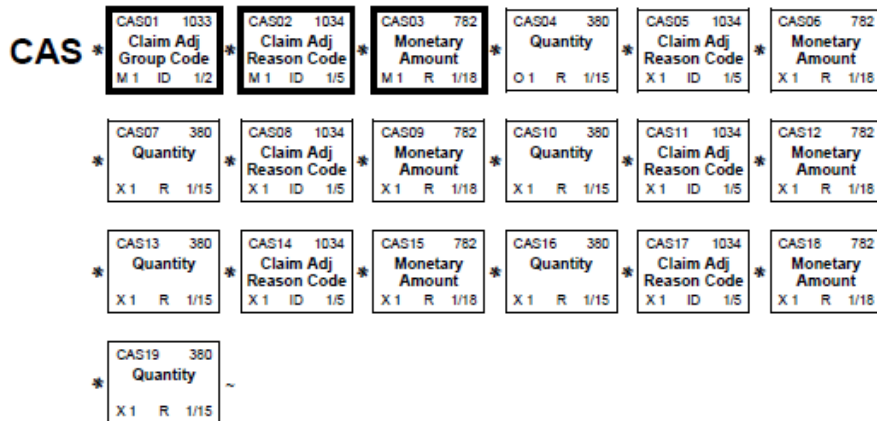 CAS01 1033 CAS02 1034 CAS03 782 CAS04 380 CAS05 1034 CAS06 782
CAS * Claim Adj Group Code * Claim Adj Reason Code * Monetary Amount * Quantity * Claim Adj Reason Code * Monetary Amount
M 1 ID 1/2 M 1 ID 1/5 M 1 R 1/18 O 1 R 1/15 X 1 ID 1/5 X 1 R 1/18
CAS07 380 CAS08 1034 CAS09 782 CAS10 380 CAS11 1034 CAS12 782
* Quantity * Claim Adj Reason Code * Monetary Amount * Quantity * Claim Adj Reason Code * Monetary Amount
X 1 R 1/15 X 1 ID 1/5 X 1 R 1/18 X 1 R 1/15 X 1 ID 1/5 X 1 R 1/18
CAS13 380 CAS14 1034 CAS15 782 CAS16 380 CAS17 1034 CAS18 782
* Quantity * Claim Adj Reason Code * Monetary Amount * Quantity * Claim Adj Reason Code * Monetary Amount
X 1 R 1/15 X 1 ID 1/5 X 1 R 1/18 X 1 R 1/15 X 1 ID 1/5 X 1 R 1/18
CAS19 380
* Quantity ~
X 1 R 1/15